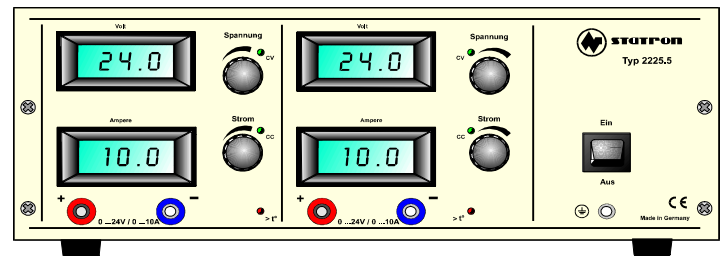 Volt
24.0
Spannung
CV
Ampere
10.0
Strom
CC
+
−
0 ...24V / 0 ...10A
> t°
Volt
24.0
Spannung
CV
Ampere
10.0
Strom
CC
+
−
0 ...24V / 0 ...10A
> t°
statron
Typ 2225.5
Ein
Aus
CE
Made in Germany